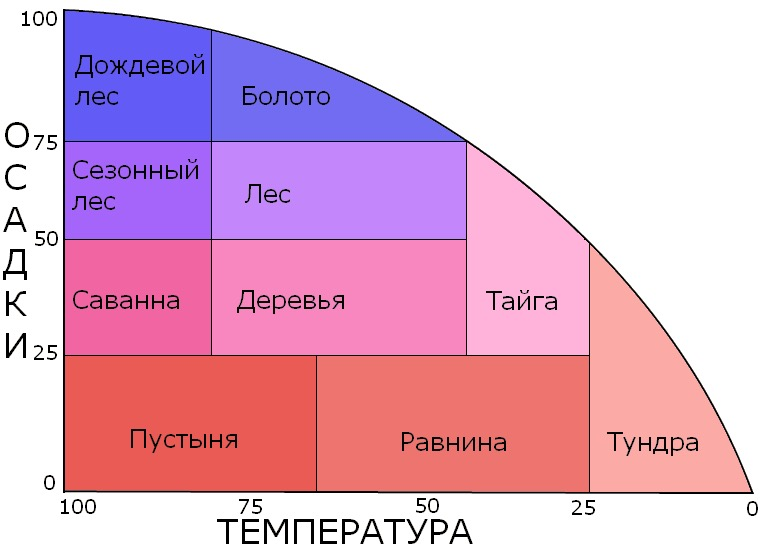 100
Дождевой
лес
Болото
ОСАДКИ
75
Сезонный
лес
Лес
50
Саванна
Деревья
Тайга
25
Пустыня
Равнина
Тундра
0
100
75
50
25
0
ТЕМПЕРАТУРА